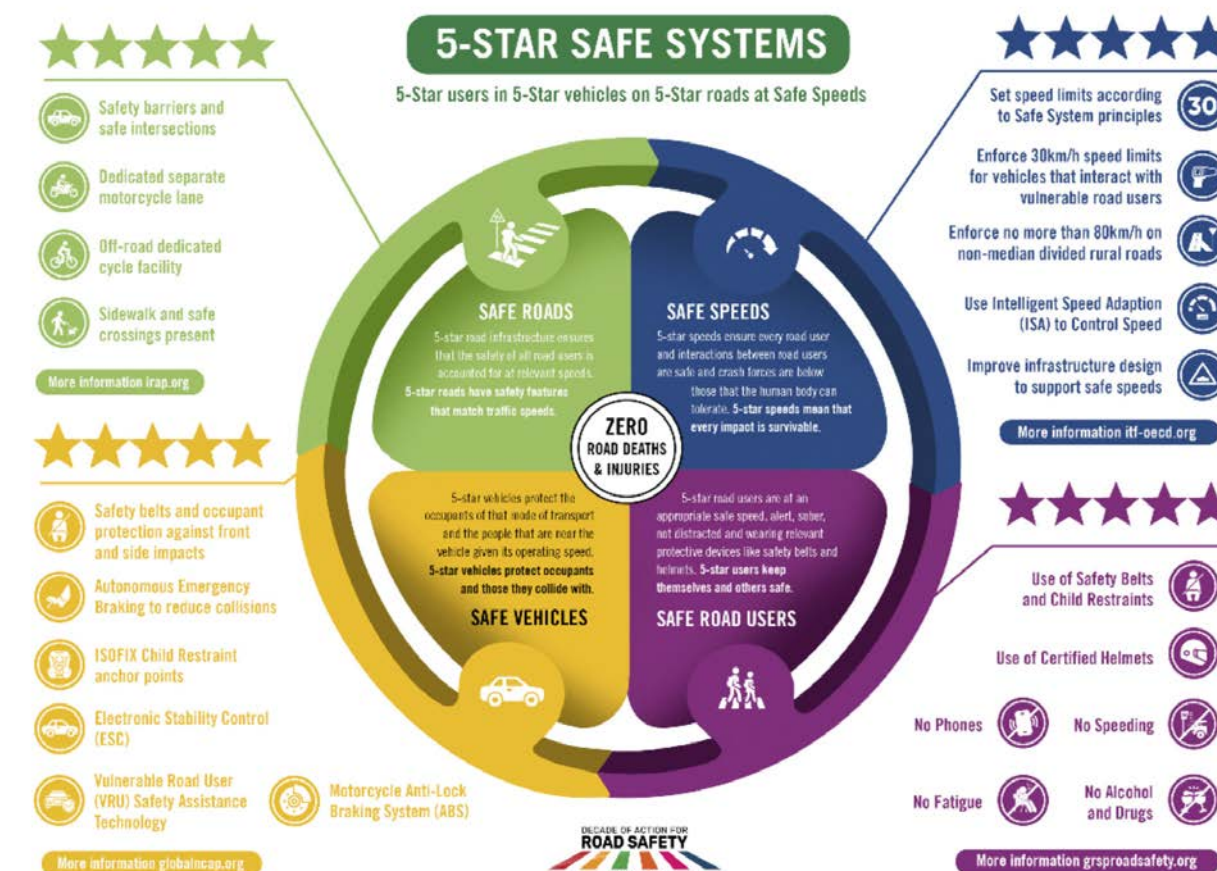 5-STAR SAFE SYSTEMS
5-Star users in 5-Star vehicles on 5-Star roads at Safe Speeds
Safety barriers and
safe intersections
Dedicated separate
motorcycle lane
Off-road dedicated
cycle facility
Sidewalk and safe
crossings present
More information irap.org
SAFE ROADS
5-star road infrastructure ensures
that the safety of all road users is
accounted for at relevant speeds.
5-star roads have safety features
that match traffic speeds.
SAFE SPEEDS
5-star speeds ensure every road user
and interactions between road users
are safe and crash forces are below
those that the human body can
tolerate. 5-star speeds mean that
every impact is survivable.
Set speed limits according
to Safe System principles
30
Enforce 30km/h speed limits
for vehicles that interact with
vulnerable road users
Enforce no more than 80km/h on
non-median divided rural roads
Use Intelligent Speed Adaption
(ISA) to Control Speed
Improve infrastructure design
to support safe speeds
More information itf-oecd.org
ZERO
ROAD DEATHS
& INJURIES
Safety belts and occupant
protection against front
and side impacts
Autonomous Emergency
Braking to reduce collisions
ISOFIX Child Restraint
anchor points
Electronic Stability Control
(ESC)
Vulnerable Road User
(VRU) Safety Assistance
Technology
Motorcycle Anti-Lock
Braking System (ABS)
More information globalncap.org
5-star vehicles protect the
occupants of that mode of transport
and the people that are near the
vehicle given its operating speed.
5-star vehicles protect occupants
and those they collide with.
SAFE VEHICLES
5-star road users are at an
appropriate safe speed, alert, sober,
not distracted and wearing relevant
protective devices like safety belts and
helmets. 5-star users keep
themselves and others safe.
SAFE ROAD USERS
Use of Safety Belts
and Child Restraints
Use of Certified Helmets
No Phones
No Speeding
No Fatigue
No Alcohol
and Drugs
More information grsproadsafety.org
DECADE OF ACTION FOR
ROAD SAFETY